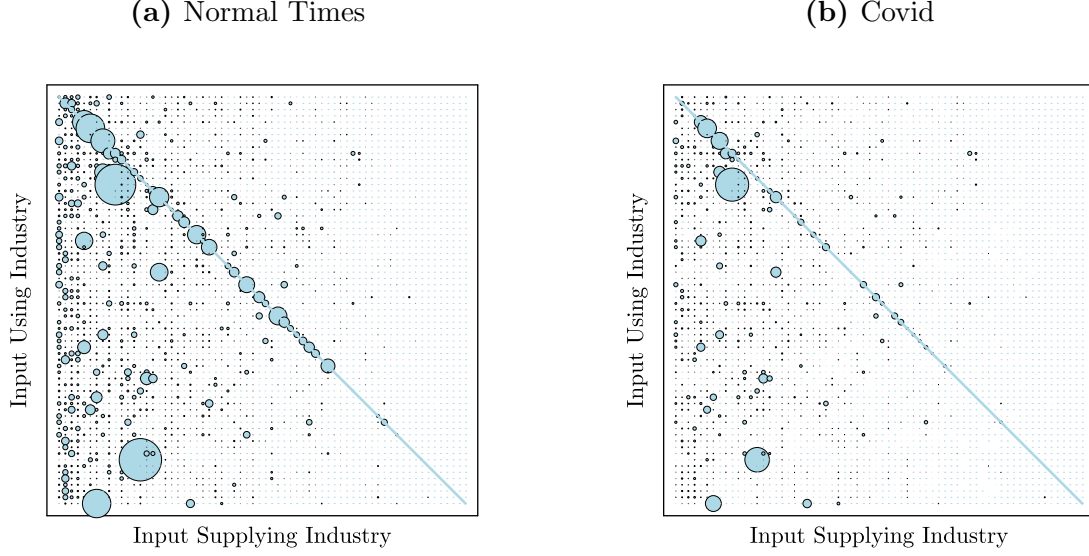 (a) Normal Times
(b) Covid
Input Using Industry
Input Supplying Industry
Input Using Industry
Input Supplying Industry